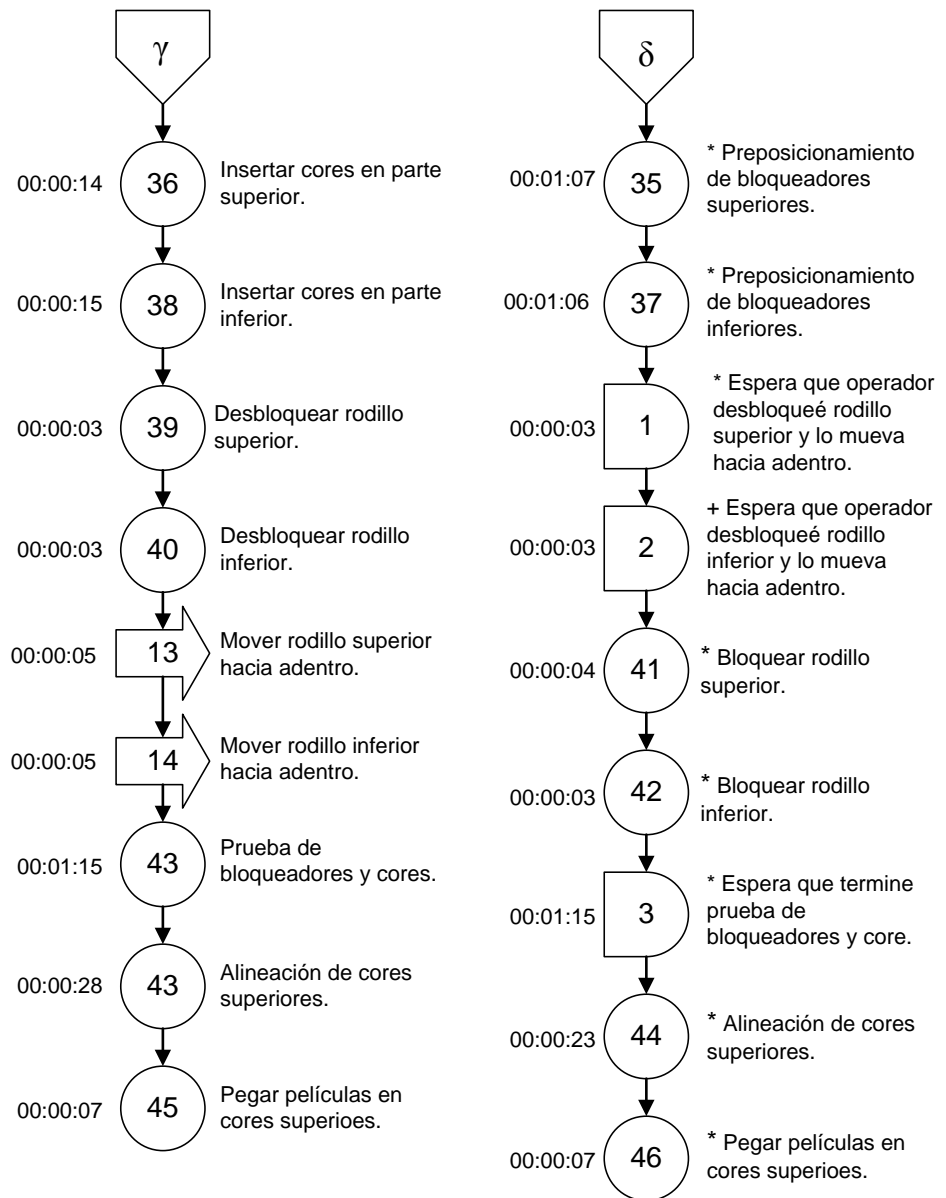 γ
00:00:14
36
Insertar cores en parte
superior.
00:00:15
38
Insertar cores en parte
inferior.
00:00:03
39
Desbloquear rodillo
superior.
00:00:03
40
Desbloquear rodillo
inferior.
00:00:05
13
Mover rodillo superior
hacia adentro.
00:00:05
14
Mover rodillo inferior
hacia adentro.
00:01:15
43
Prueba de
bloqueadores y cores.
00:00:28
43
Alineación de cores
superiores.
00:00:07
45
Pegar películas en
cores superioes.
δ
00:01:07
35
* Preposicionamiento
de bloqueadores
superiores.
00:01:06
37
* Preposicionamiento
de bloqueadores
inferiores.
00:00:03
1
* Espera que operador
desbloqueé rodillo
superior y lo mueva
hacia adentro.
00:00:03
2
+ Espera que operador
desbloqueé rodillo
inferior y lo mueva
hacia adentro.
00:00:04
41
* Bloquear rodillo
superior.
00:00:03
42
* Bloquear rodillo
inferior.
00:01:15
3
* Espera que termine
prueba de
bloqueadores y core.
00:00:23
44
* Alineación de cores
superiores.
00:00:07
46
* Pegar películas en
cores superioes.